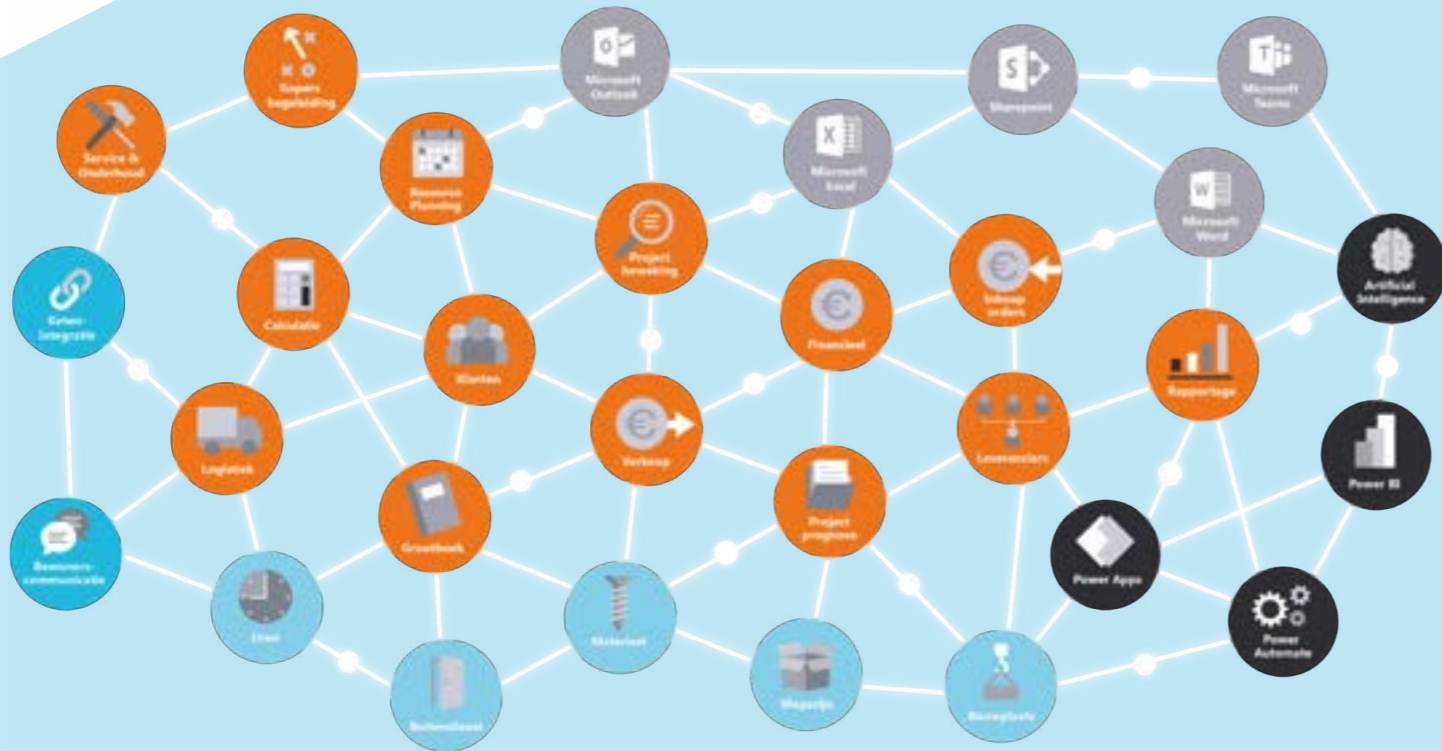 Kopers
begeleiding
Microsoft
Outlook
Sharepoint
Microsoft
Teams
Service &
Onderhoud
Resource
Planning
Microsoft
Excel
Microsoft
Word
Project
bewaking
Artificial
Intelligence
Keten-
integratie
Calculatie
Klanten
Financieel
Inkoop
orders
Rapportage
Logistiek
Verkoop
Leveranciers
Power BI
Bewoners-
communicatie
Grootboek
Project
prognose
Power Apps
Uren
Materieel
Power
Automate
Magazijn